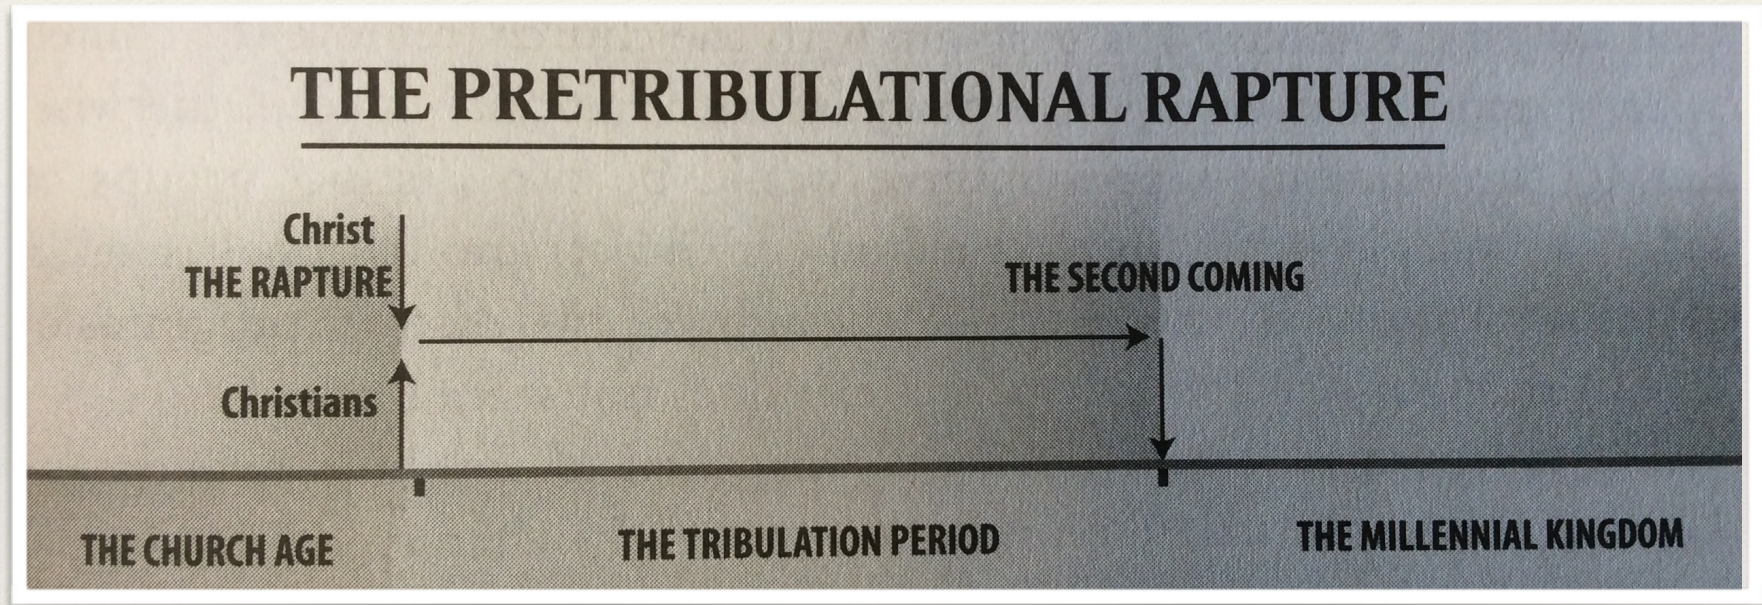 THE PRETRIBULATIONAL RAPTURE
Christ
THE RAPTURE
THE SECOND COMING
Christians
THE CHURCH AGE
THE TRIBULATION PERIOD
THE MILLENNIAL KINGDOM